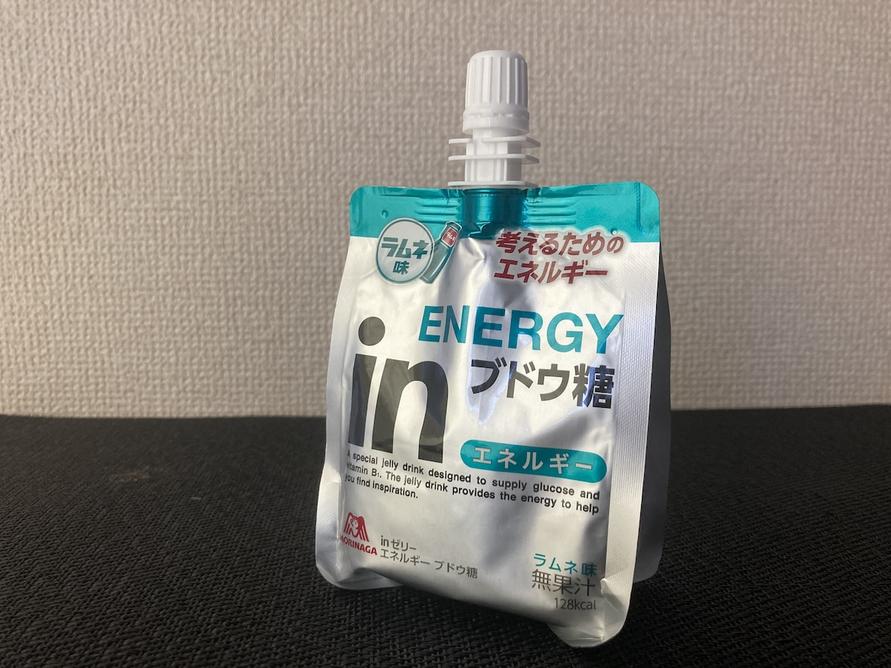 ラムネ
味
考えるための
エネルギー
ENERGY
in
ブドウ糖
エネルギー
A special jelly drink designed to supply glucose and
vitamin B₁. The jelly drink provides the energy to help
you find inspiration.
MORINAGA
inゼリー
エネルギー ブドウ糖
ラムネ味
無果汁
128kcal